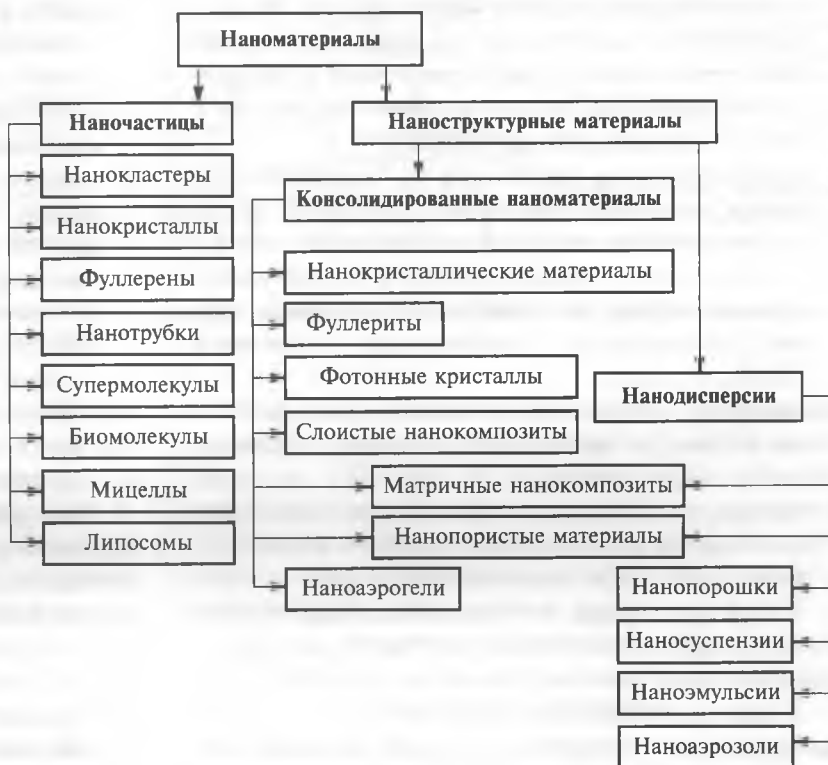 Наноматериалы
Наночастицы
Наноструктурные материалы
Нанокластеры
Консолидированные наноматериалы
Нанокристаллы
Нанокристаллические материалы
Фуллерены
Фуллериты
Нанотрубки
Фотонные кристаллы
Супермолекулы
Нанодисперсии
Биомолекулы
Слоистые нанокомпозиты
Мицеллы
Матричные нанокомпозиты
Липосомы
Нанопористые материалы
Наноаэрогели
Нанопорошки
Наносуспензии
Наноэмульсии
Наноаэрозоли